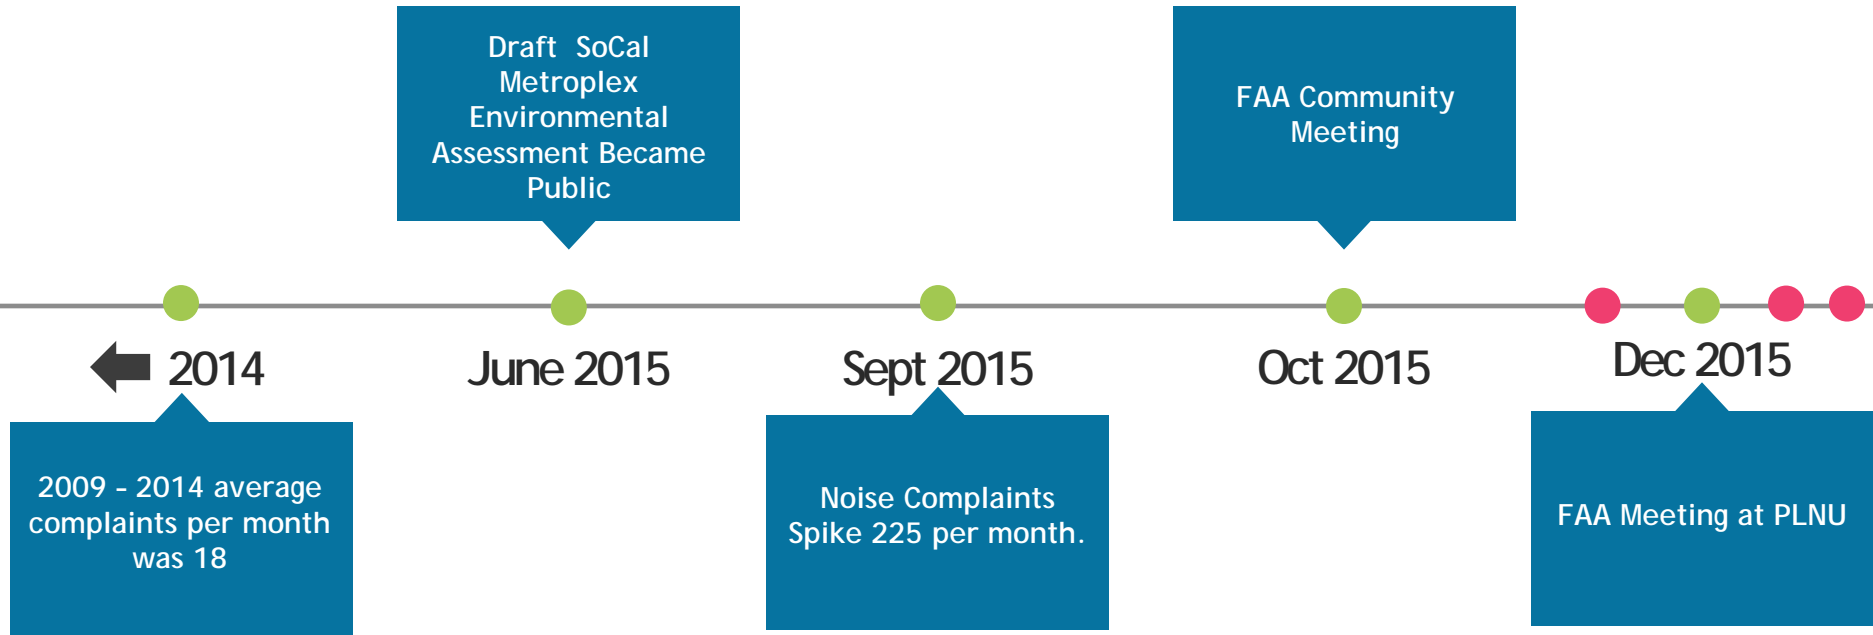 Draft SoCal
Metroplex
Environmental
Assessment Became
Public
FAA Community
Meeting
2014
June 2015
Sept 2015
Oct 2015
Dec 2015
2009 - 2014 average
complaints per month
was 18
Noise Complaints
Spike 225 per month.
FAA Meeting at PLNU